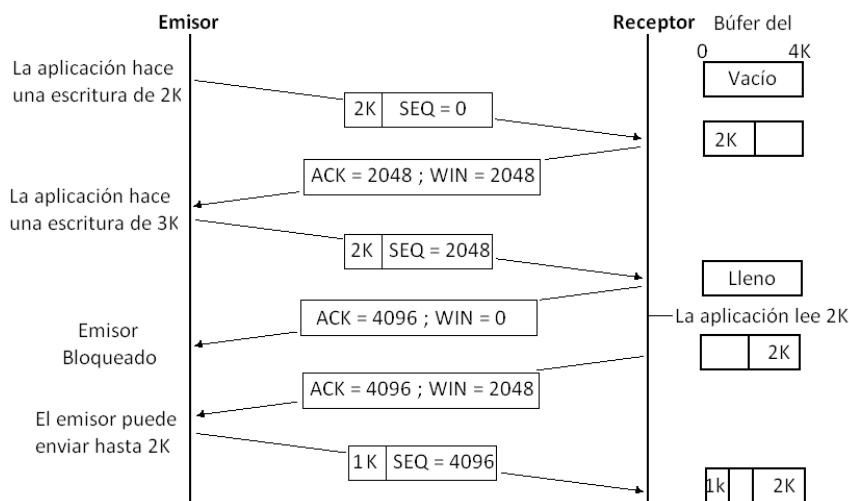 Emisor
Receptor
Búfer del
0 4K
La aplicación hace
una escritura de 2K
Vacío
2K SEQ = 0
2K
ACK = 2048 ; WIN = 2048
La aplicación hace
una escritura de 3K
2K SEQ = 2048
Lleno
ACK = 4096 ; WIN = 0
La aplicación lee 2K
Emisor
Bloqueado
2K
ACK = 4096 ; WIN = 2048
El emisor puede
enviar hasta 2K
1K SEQ = 4096
1k 2K